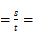 = s/t =